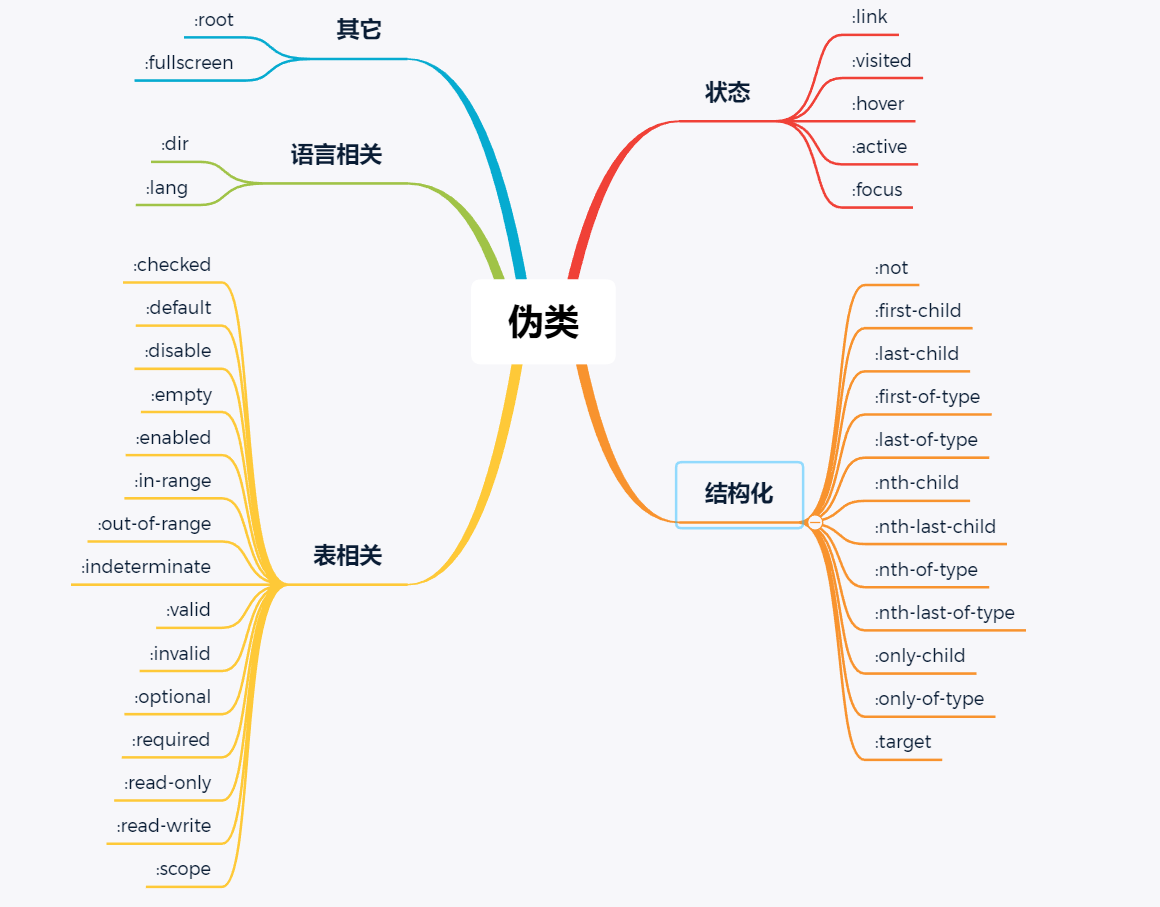 伪类
状态
:link
:visited
:hover
:active
:focus
结构化
:not
:first-child
:last-child
:first-of-type
:last-of-type
:nth-child
:nth-last-child
:nth-of-type
:nth-last-of-type
:only-child
:only-of-type
:target
其它
:root
:fullscreen
语言相关
:dir
:lang
表相关
:checked
:default
:disable
:empty
:enabled
:in-range
:out-of-range
:indeterminate
:valid
:invalid
:optional
:required
:read-only
:read-write
:scope